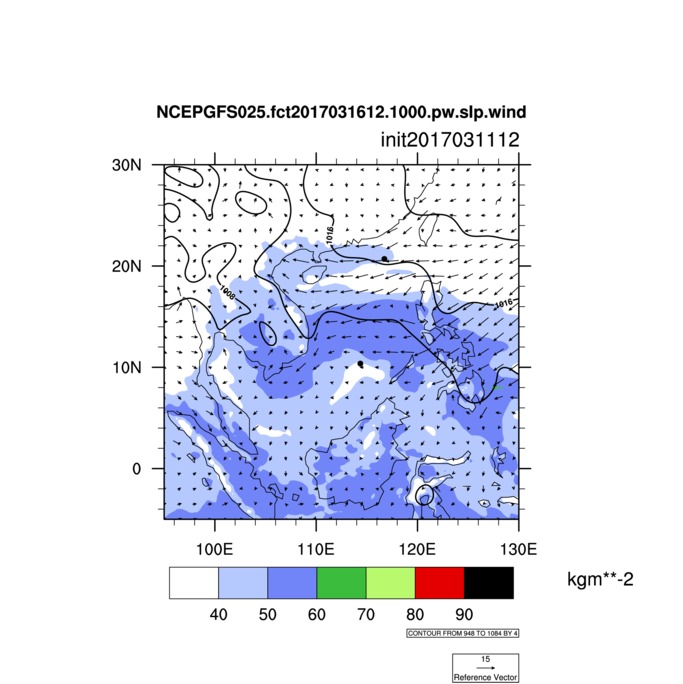 NCEPGFS025.fct2017031612.1000.pw.slp.wind
init2017031112
30N
1016
20N
1008
1016
10N
0
100E 110E 120E 130E
kgm**-2
40 50 60 70 80 90
CONTOUR FROM 948 TO 1084 BY 4
15
Reference Vector